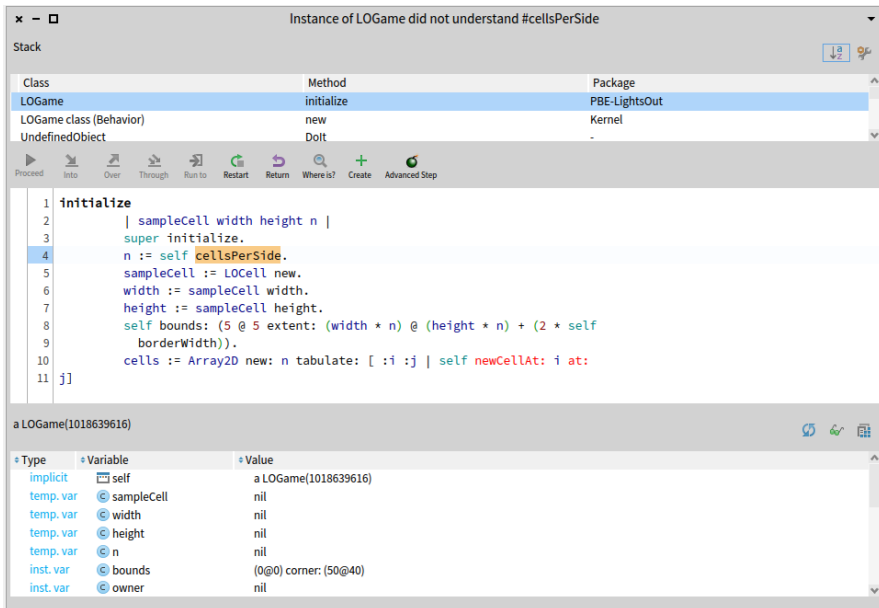 Instance of LOGame did not understand #cellsPerSide
Stack
Class Method Package
LOGame initialize PBE-LightsOut
LOGame class (Behavior) new Kernel
UndefinedObject DoIt -
Proceed Into Over Through Run to Restart Return Where is? Create Advanced Step
1 initialize
2 | sampleCell width height n |
3 super initialize.
4 n := self cellsPerSide.
5 sampleCell := LOCell new.
6 width := sampleCell width.
7 height := sampleCell height.
8 self bounds: (5 @ 5 extent: (width * n) @ (height * n) + (2 * self
9 borderWidth)).
10 cells := Array2D new: n tabulate: [ :i :j | self newCellAt: i at:
11 j]
a LOGame(1018639616)
Type Variable Value
implicit self a LOGame(1018639616)
temp. var sampleCell nil
temp. var width nil
temp. var height nil
temp. var n nil
inst. var bounds (0@0) corner: (50@40)
inst. var owner nil